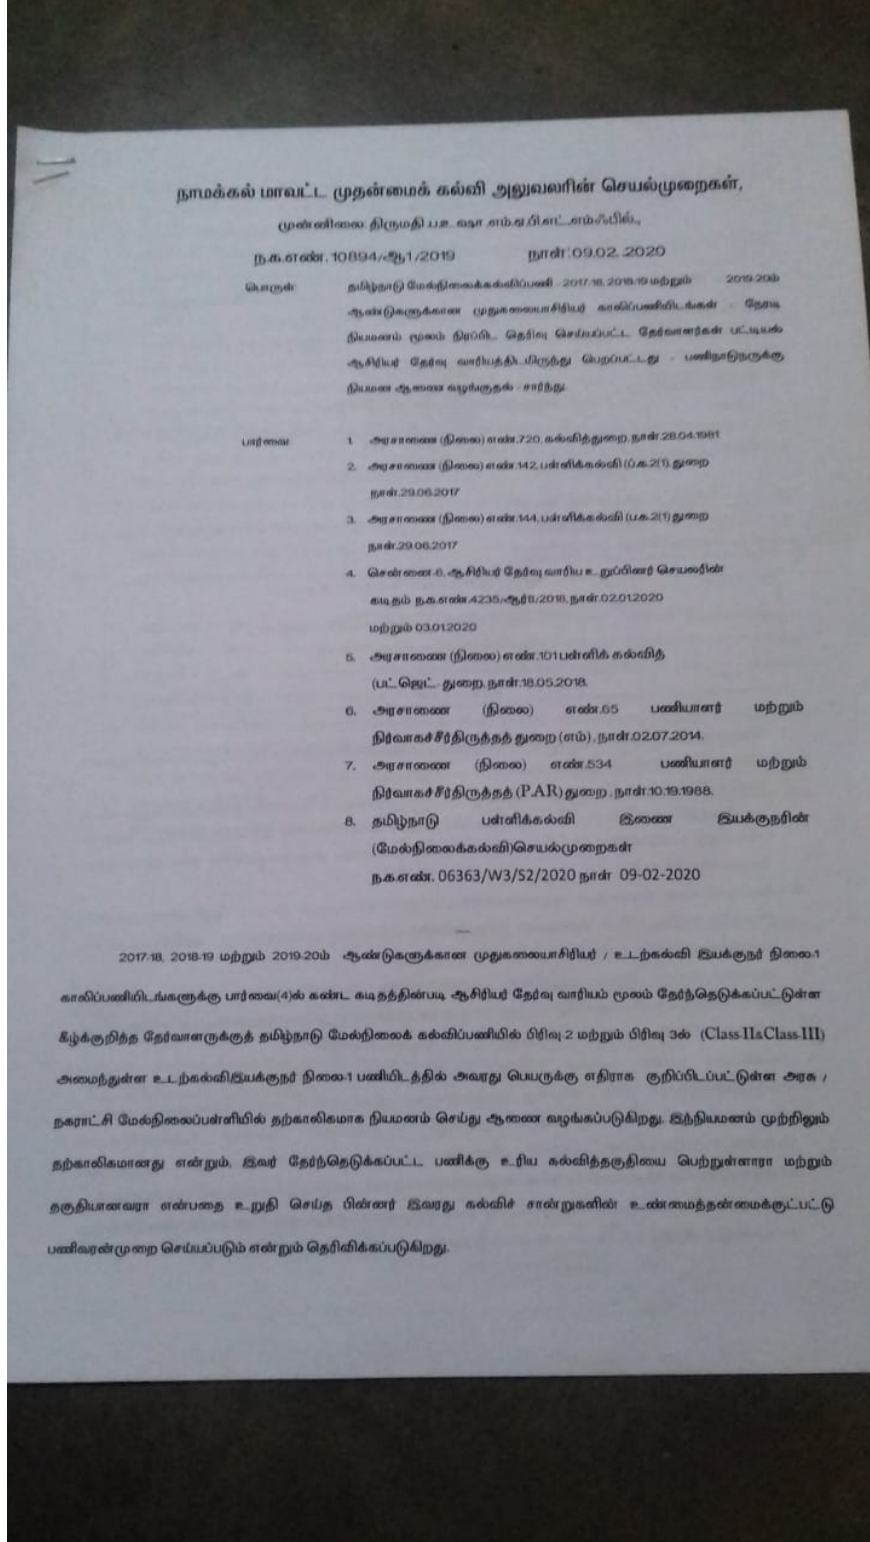 நாமக்கல் மாவட்ட முதன்மைக் கல்வி அலுவலரின் செயல்முறைகள்,
முன்னிலை திருமதி ப.உஷா எம்.ஏ.பி.எட்.,எம்ஃபில்.,
ந.க.எண். 10894/ஆ1/2019 நாள்:09.02. 2020
பொருள் தமிழ்நாடு மேல்நிலைக்கல்விப்பணி - 2017-18, 2018-19 மற்றும் 2019-20ம்
ஆண்டுகளுக்கான முதுகலையாசிரியர் காலிப்பணியிடங்கள் - நேரடி
நியமனம் மூலம் நிரப்பிட தெரிவு செய்யப்பட்ட தேர்வானர்கள் பட்டியல்
ஆசிரியர் தேர்வு வாரியத்திடமிருந்து பெறப்பட்டது - பணிநாடுநருக்கு
நியமன ஆணை வழங்குதல் - சார்ந்து.
பார்வை 1. அரசாணை (நிலை) எண்.720, கல்வித்துறை, நாள்.28.04.1981
2. அரசாணை (நிலை) எண்.142, பள்ளிக்கல்வி (ப.க.2(1), துறை
நாள்.29.06.2017
3. அரசாணை (நிலை) எண்.144, பள்ளிக்கல்வி (ப.க.2(1) துறை
நாள்.29.06.2017
4. சென்னை-6, ஆசிரியர் தேர்வு வாரிய உறுப்பினர் செயலரின்
கடிதம் ந.க.எண்.4235/ஆர்8/2018, நாள்.02.01.2020
மற்றும் 03.01.2020
5. அரசாணை (நிலை) எண்.101 பள்ளிக் கல்வித்
(பட்ஜெட்- துறை, நாள்.18.05.2018.
6. அரசாணை (நிலை) எண்.65 பணியாளர் மற்றும்
நிர்வாகச்சீர்திருத்தத் துறை (எம்) , நாள்.02.07.2014.
7. அரசாணை (நிலை) எண்.534 பணியாளர் மற்றும்
நிர்வாகச்சீர்திருத்தத் (P.AR) துறை , நாள்.10.19.1988.
8. தமிழ்நாடு பள்ளிக்கல்வி இணை இயக்குநரின்
(மேல்நிலைக்கல்வி)செயல்முறைகள்
ந.க.எண். 06363/W3/S2/2020 நாள் 09-02-2020
2017-18, 2018-19 மற்றும் 2019-20ம் ஆண்டுகளுக்கான முதுகலையாசிரியர் / உடற்கல்வி இயக்குநர் நிலை-1
காலிப்பணியிடங்களுக்கு பார்வை(4)ல் கண்ட கடிதத்தின்படி ஆசிரியர் தேர்வு வாரியம் மூலம் தேர்ந்தெடுக்கப்பட்டுள்ள
கீழ்க்குறித்த தேர்வாளருக்குத் தமிழ்நாடு மேல்நிலைக் கல்விப்பணியில் பிரிவு-2 மற்றும் பிரிவு 3ல் (Class-II&Class-III)
அமைந்துள்ள உடற்கல்விஇயக்குநர் நிலை-1 பணியிடத்தில் அவரது பெயருக்கு எதிராக குறிப்பிடப்பட்டுள்ள அரசு /
நகராட்சி மேல்நிலைப்பள்ளியில் தற்காலிகமாக நியமனம் செய்து ஆணை வழங்கப்படுகிறது. இந்நியமனம் முற்றிலும்
தற்காலிகமானது என்றும், இவர் தேர்ந்தெடுக்கப்பட்ட பணிக்கு உரிய கல்வித்தகுதியை பெற்றுள்ளாரா மற்றும்
தகுதியானவரா என்பதை உறுதி செய்த பின்னர் இவரது கல்விச் சான்றுகளின் உண்மைத்தன்மைக்குட்பட்டு
பணிவரன்முறை செய்யப்படும் என்றும் தெரிவிக்கப்படுகிறது.